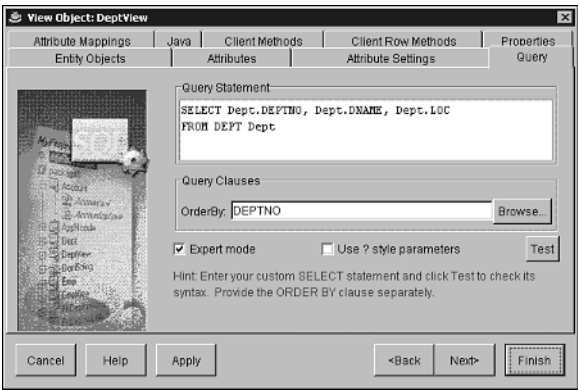 View Object: DeptView
Attribute Mappings
Java
Client Methods
Client Row Methods
Properties
Entity Objects
Attributes
Attribute Settings
Query
Query Statement
SELECT Dept.DEPTNO, Dept.DNAME, Dept.LOC
FROM DEPT Dept
Query Clauses
OrderBy: DEPTNO
Browse...
Expert mode
Use ? style parameters
Test
Hint: Enter your custom SELECT statement and click Test to check its
syntax. Provide the ORDER BY clause separately.
Account
Dept
Emp
Cancel
Help
Apply
<Back
Next>
Finish